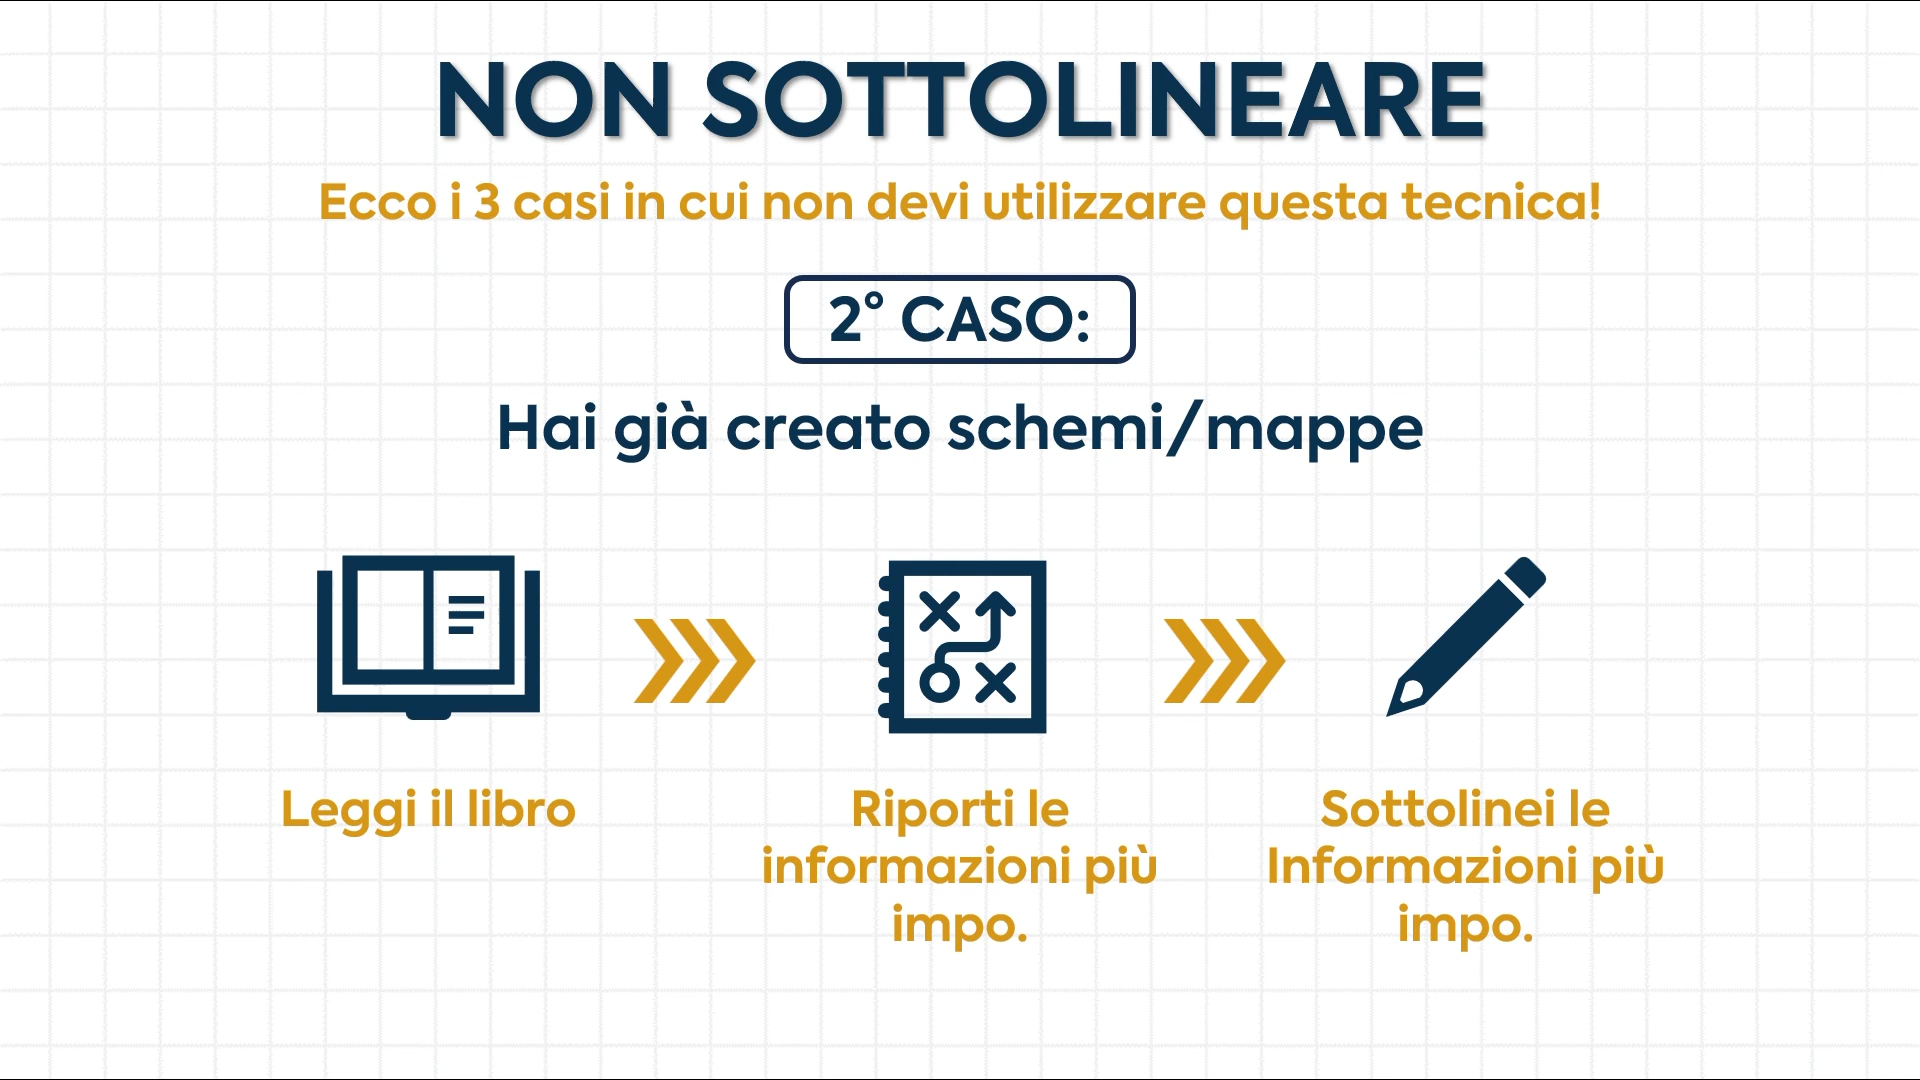 NON SOTTOLINEARE
Ecco i 3 casi in cui non devi utilizzare questa tecnica!
2° CASO:
Hai già creato schemi/mappe
Leggi il libro
Riporti le
informazioni più
impo.
Sottolinei le
Informazioni più
impo.